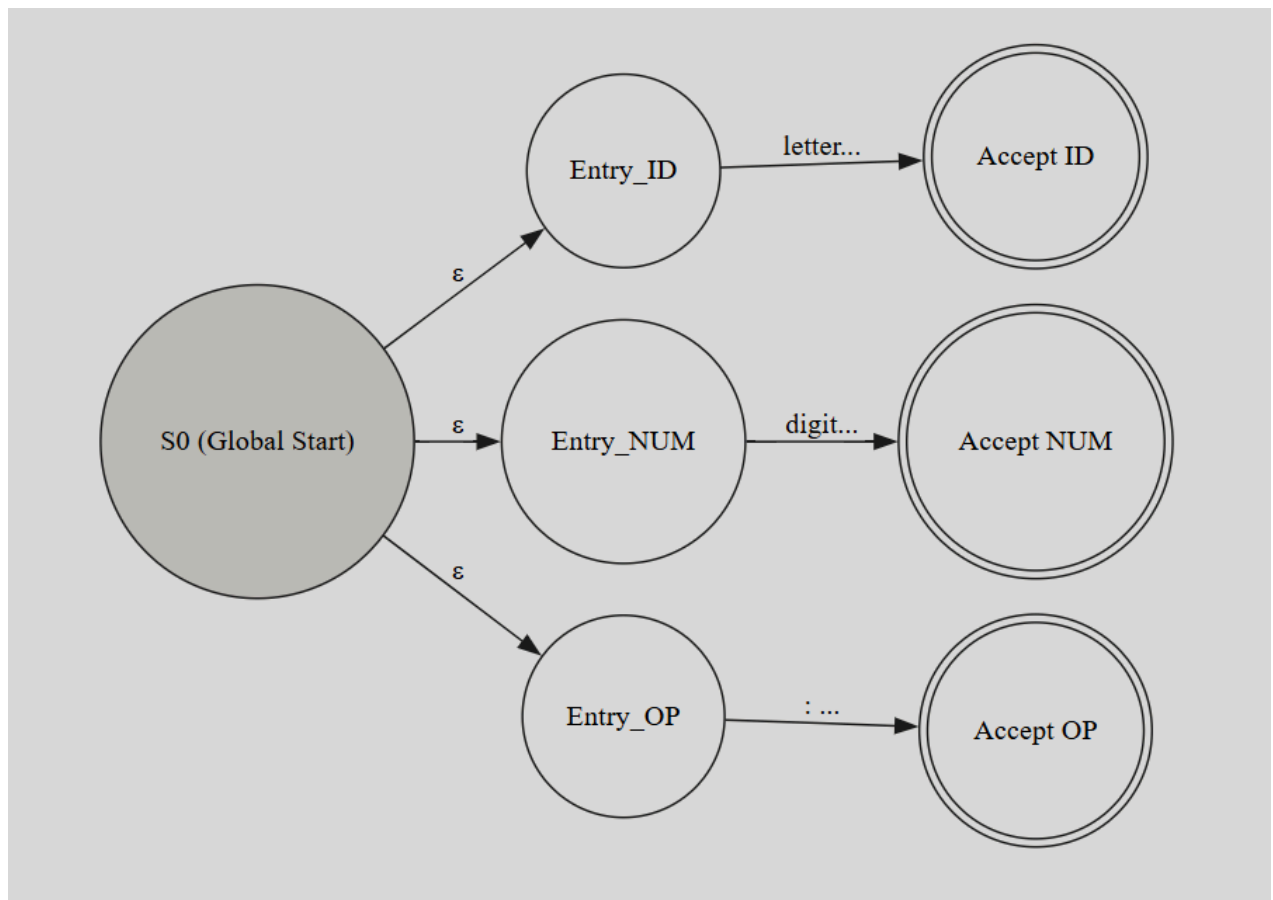 Entry_ID
letter...
Accept ID
ε
S0 (Global Start)
ε
Entry_NUM
digit...
Accept NUM
ε
Entry_OP
: ...
Accept OP